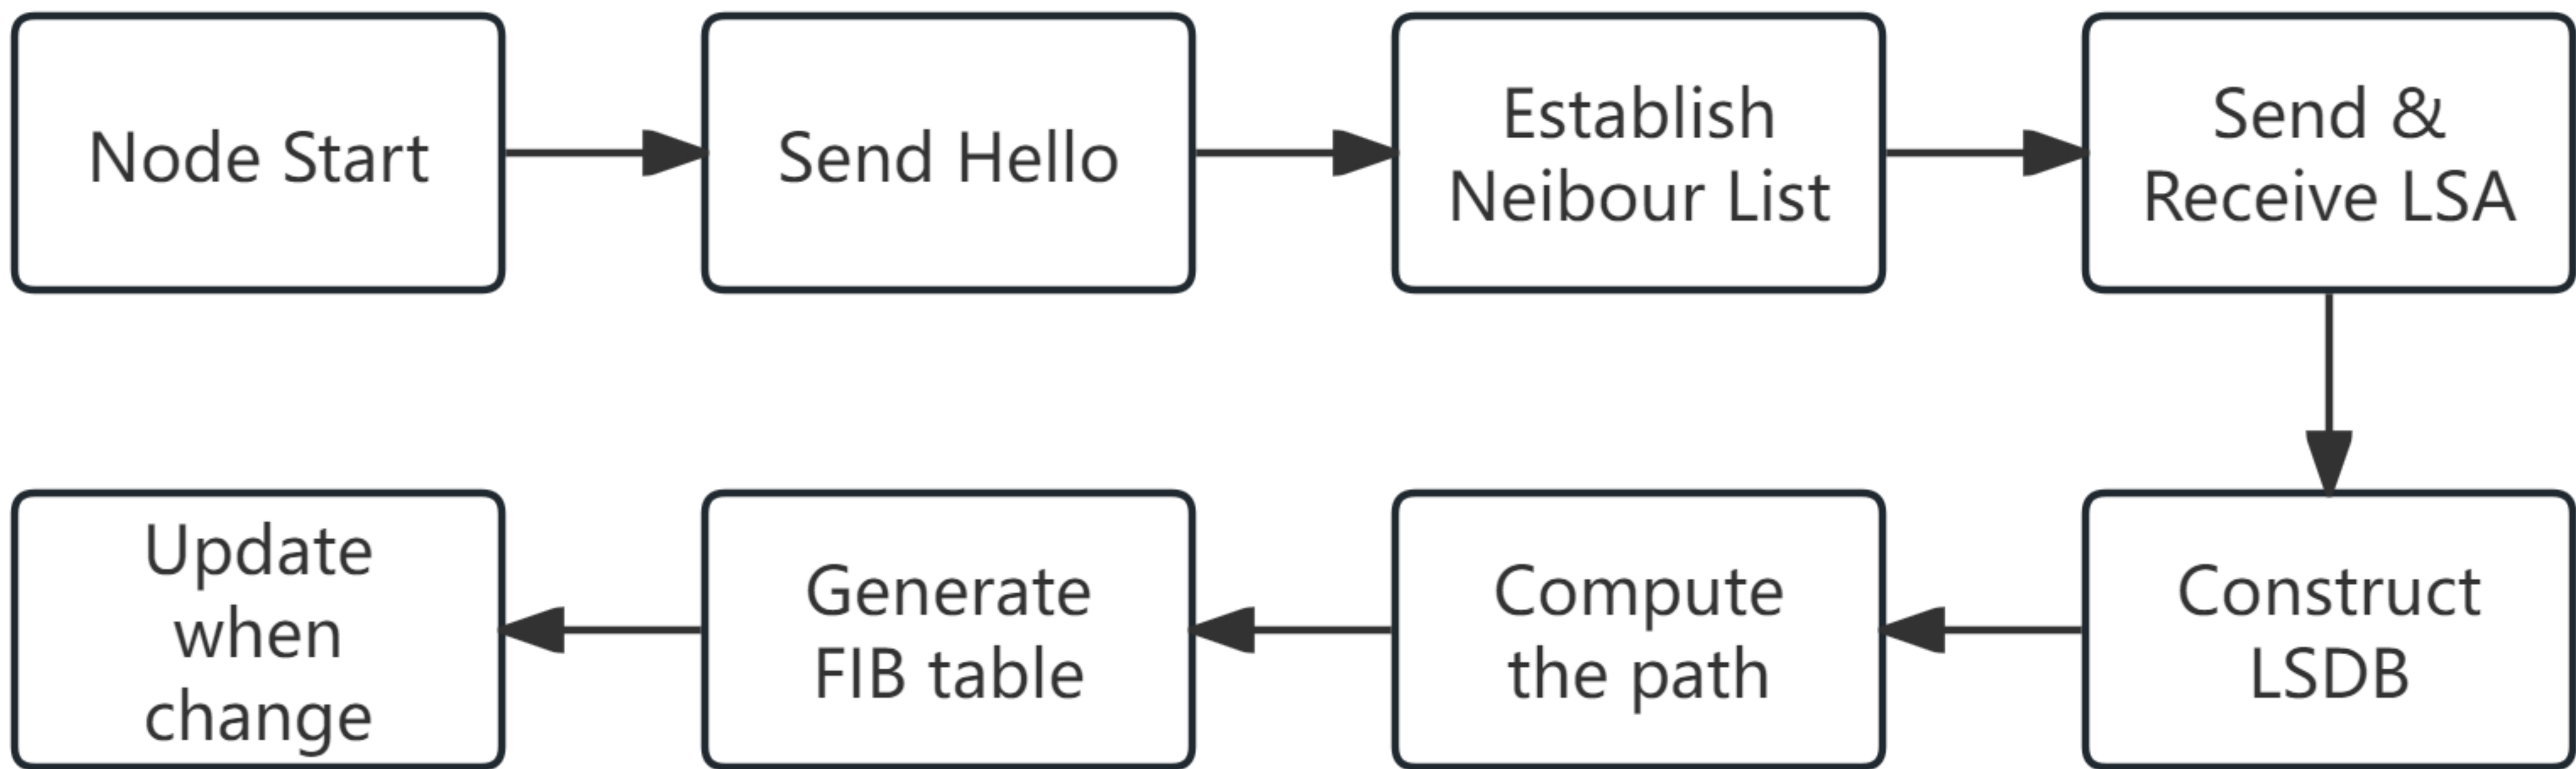 Node Start
Send Hello
Establish
Neibour List
Send &
Receive LSA
Construct
LSDB
Compute
the path
Generate
FIB table
Update
when
change